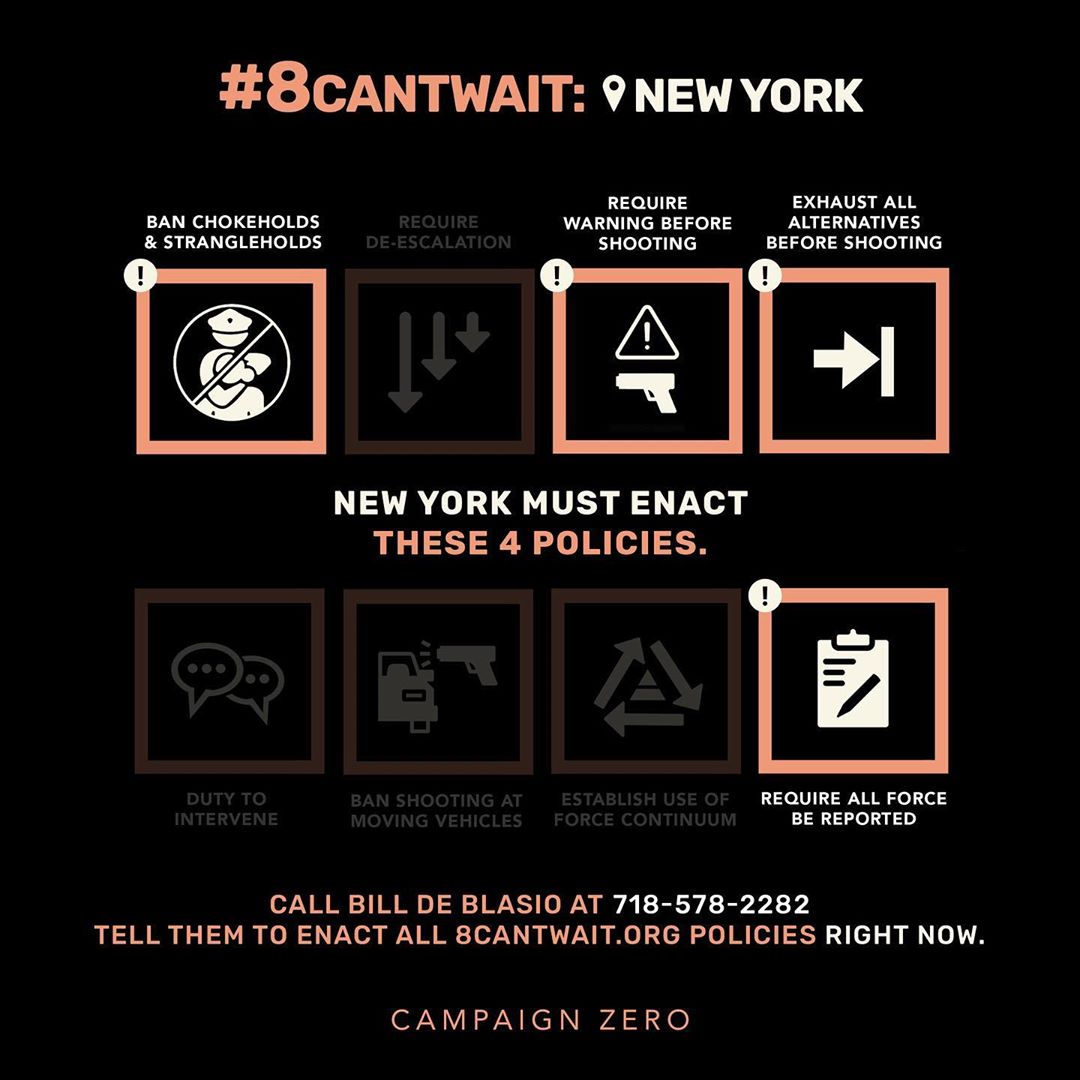 #8CANTWAIT: NEW YORK
BAN CHOKEHOLDS
& STRANGLEHOLDS
REQUIRE
DE-ESCALATION
REQUIRE
WARNING BEFORE
SHOOTING
EXHAUST ALL
ALTERNATIVES
BEFORE SHOOTING
!
!
!
!
NEW YORK MUST ENACT
THESE 4 POLICIES.
!
DUTY TO
INTERVENE
BAN SHOOTING AT
MOVING VEHICLES
ESTABLISH USE OF
FORCE CONTINUUM
REQUIRE ALL FORCE
BE REPORTED
CALL BILL DE BLASIO AT 718-578-2282
TELL THEM TO ENACT ALL 8CANTWAIT.ORG POLICIES RIGHT NOW.
CAMPAIGN ZERO